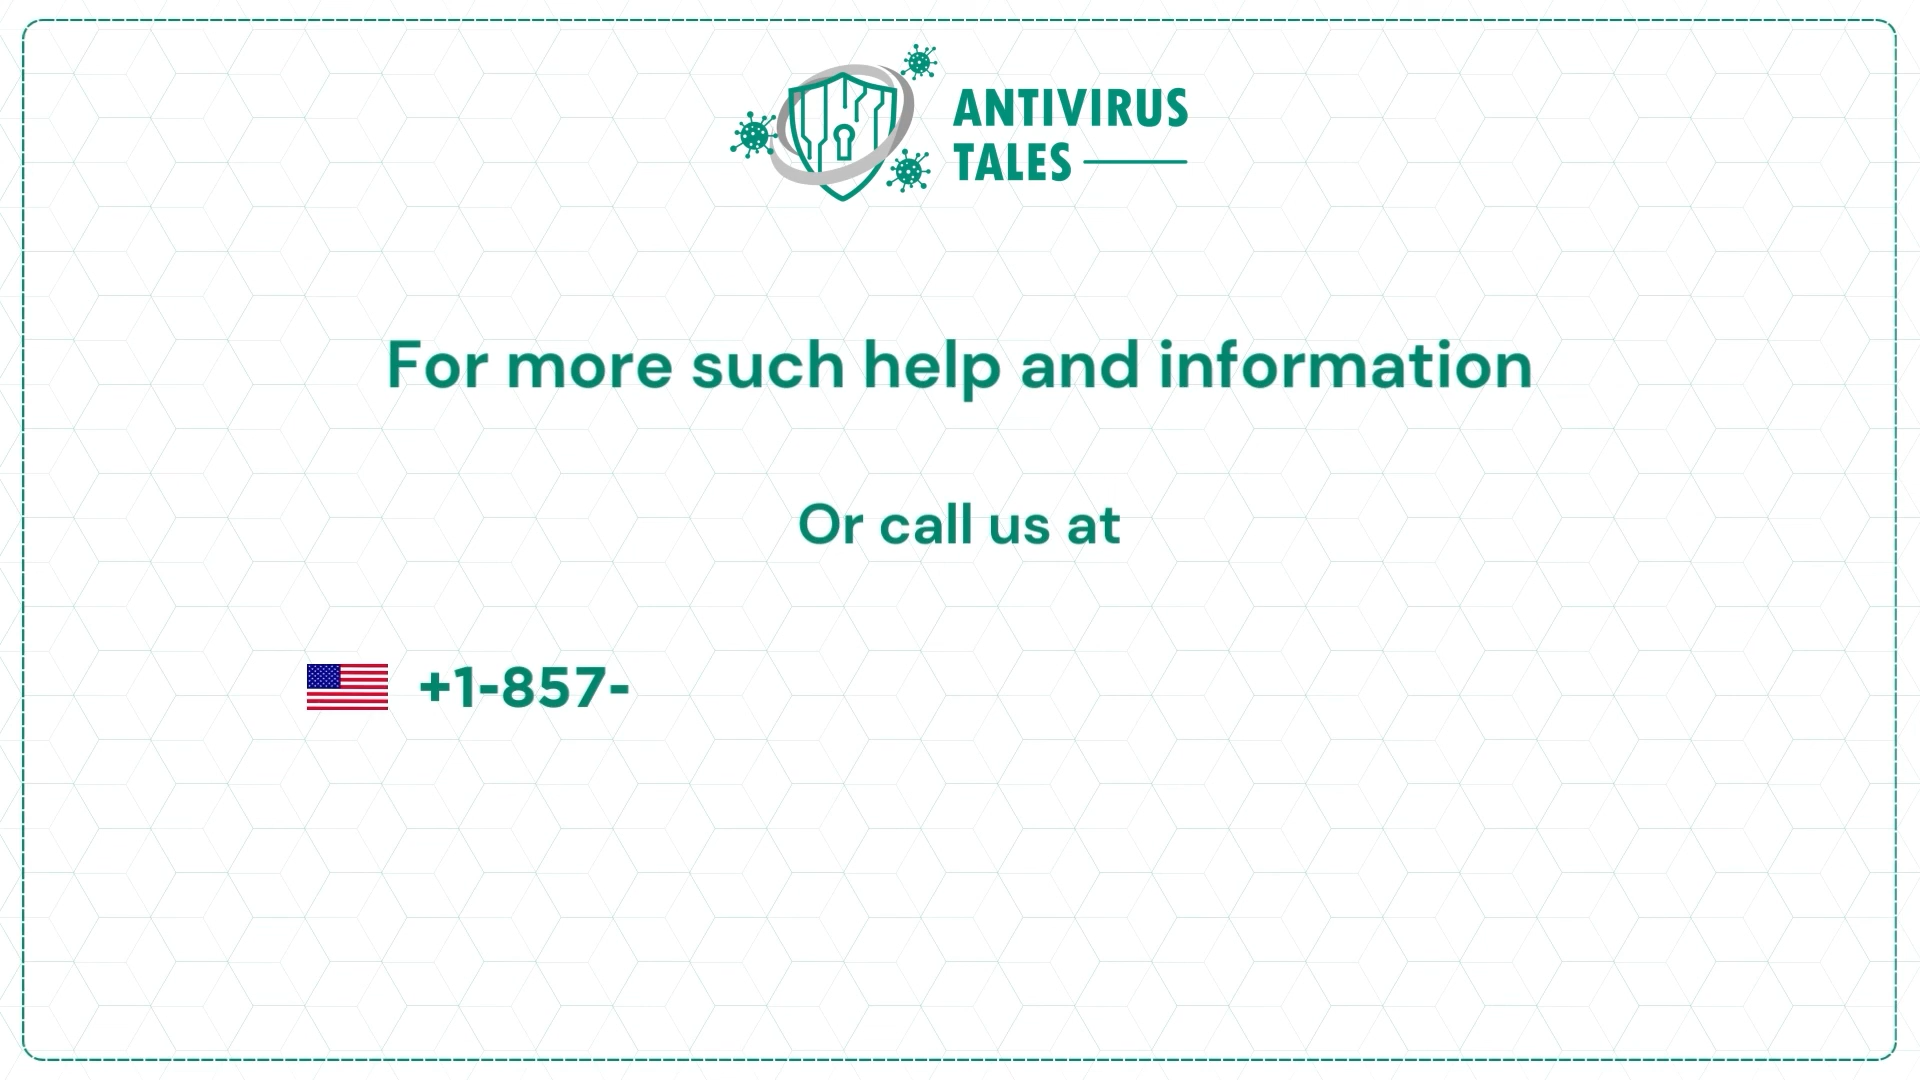 ANTIVIRUS
TALES
For more such help and information
Or call us at
+1-857-